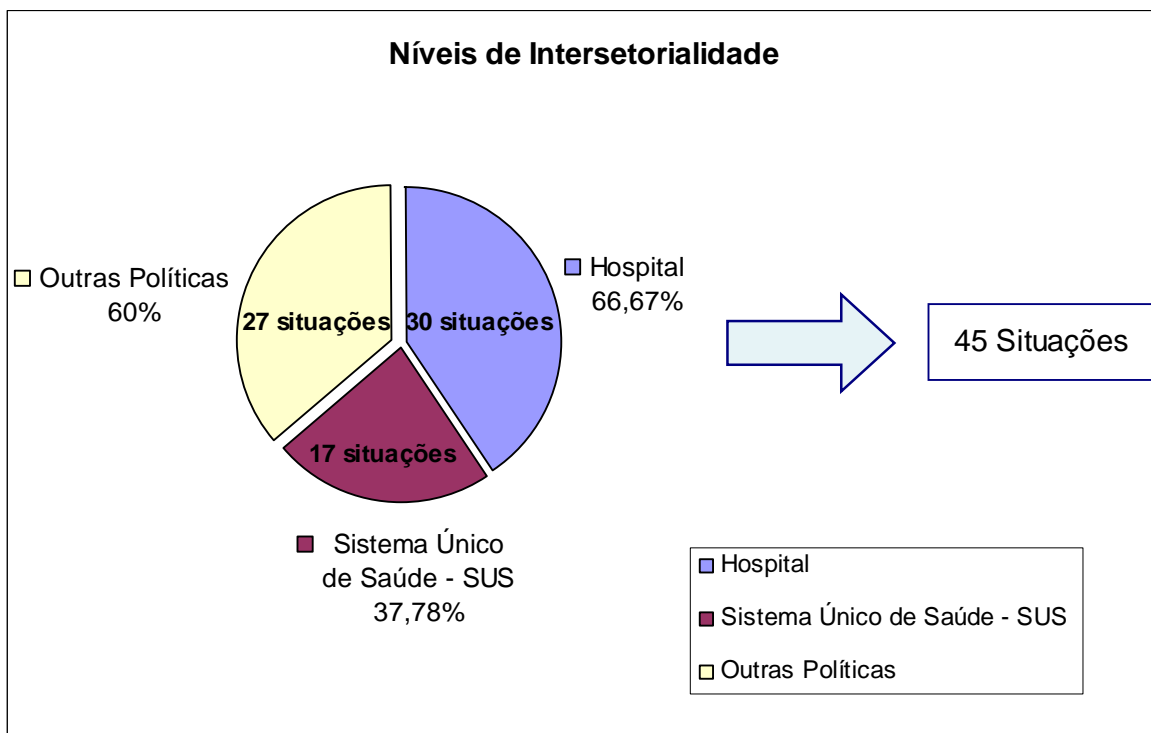 Níveis de Intersetorialidade
Outras Políticas
60%
27 situações
30 situações
Hospital
66,67%
45 Situações
17 situações
Sistema Único
de Saúde - SUS
37,78%
Hospital
Sistema Único de Saúde - SUS
Outras Políticas